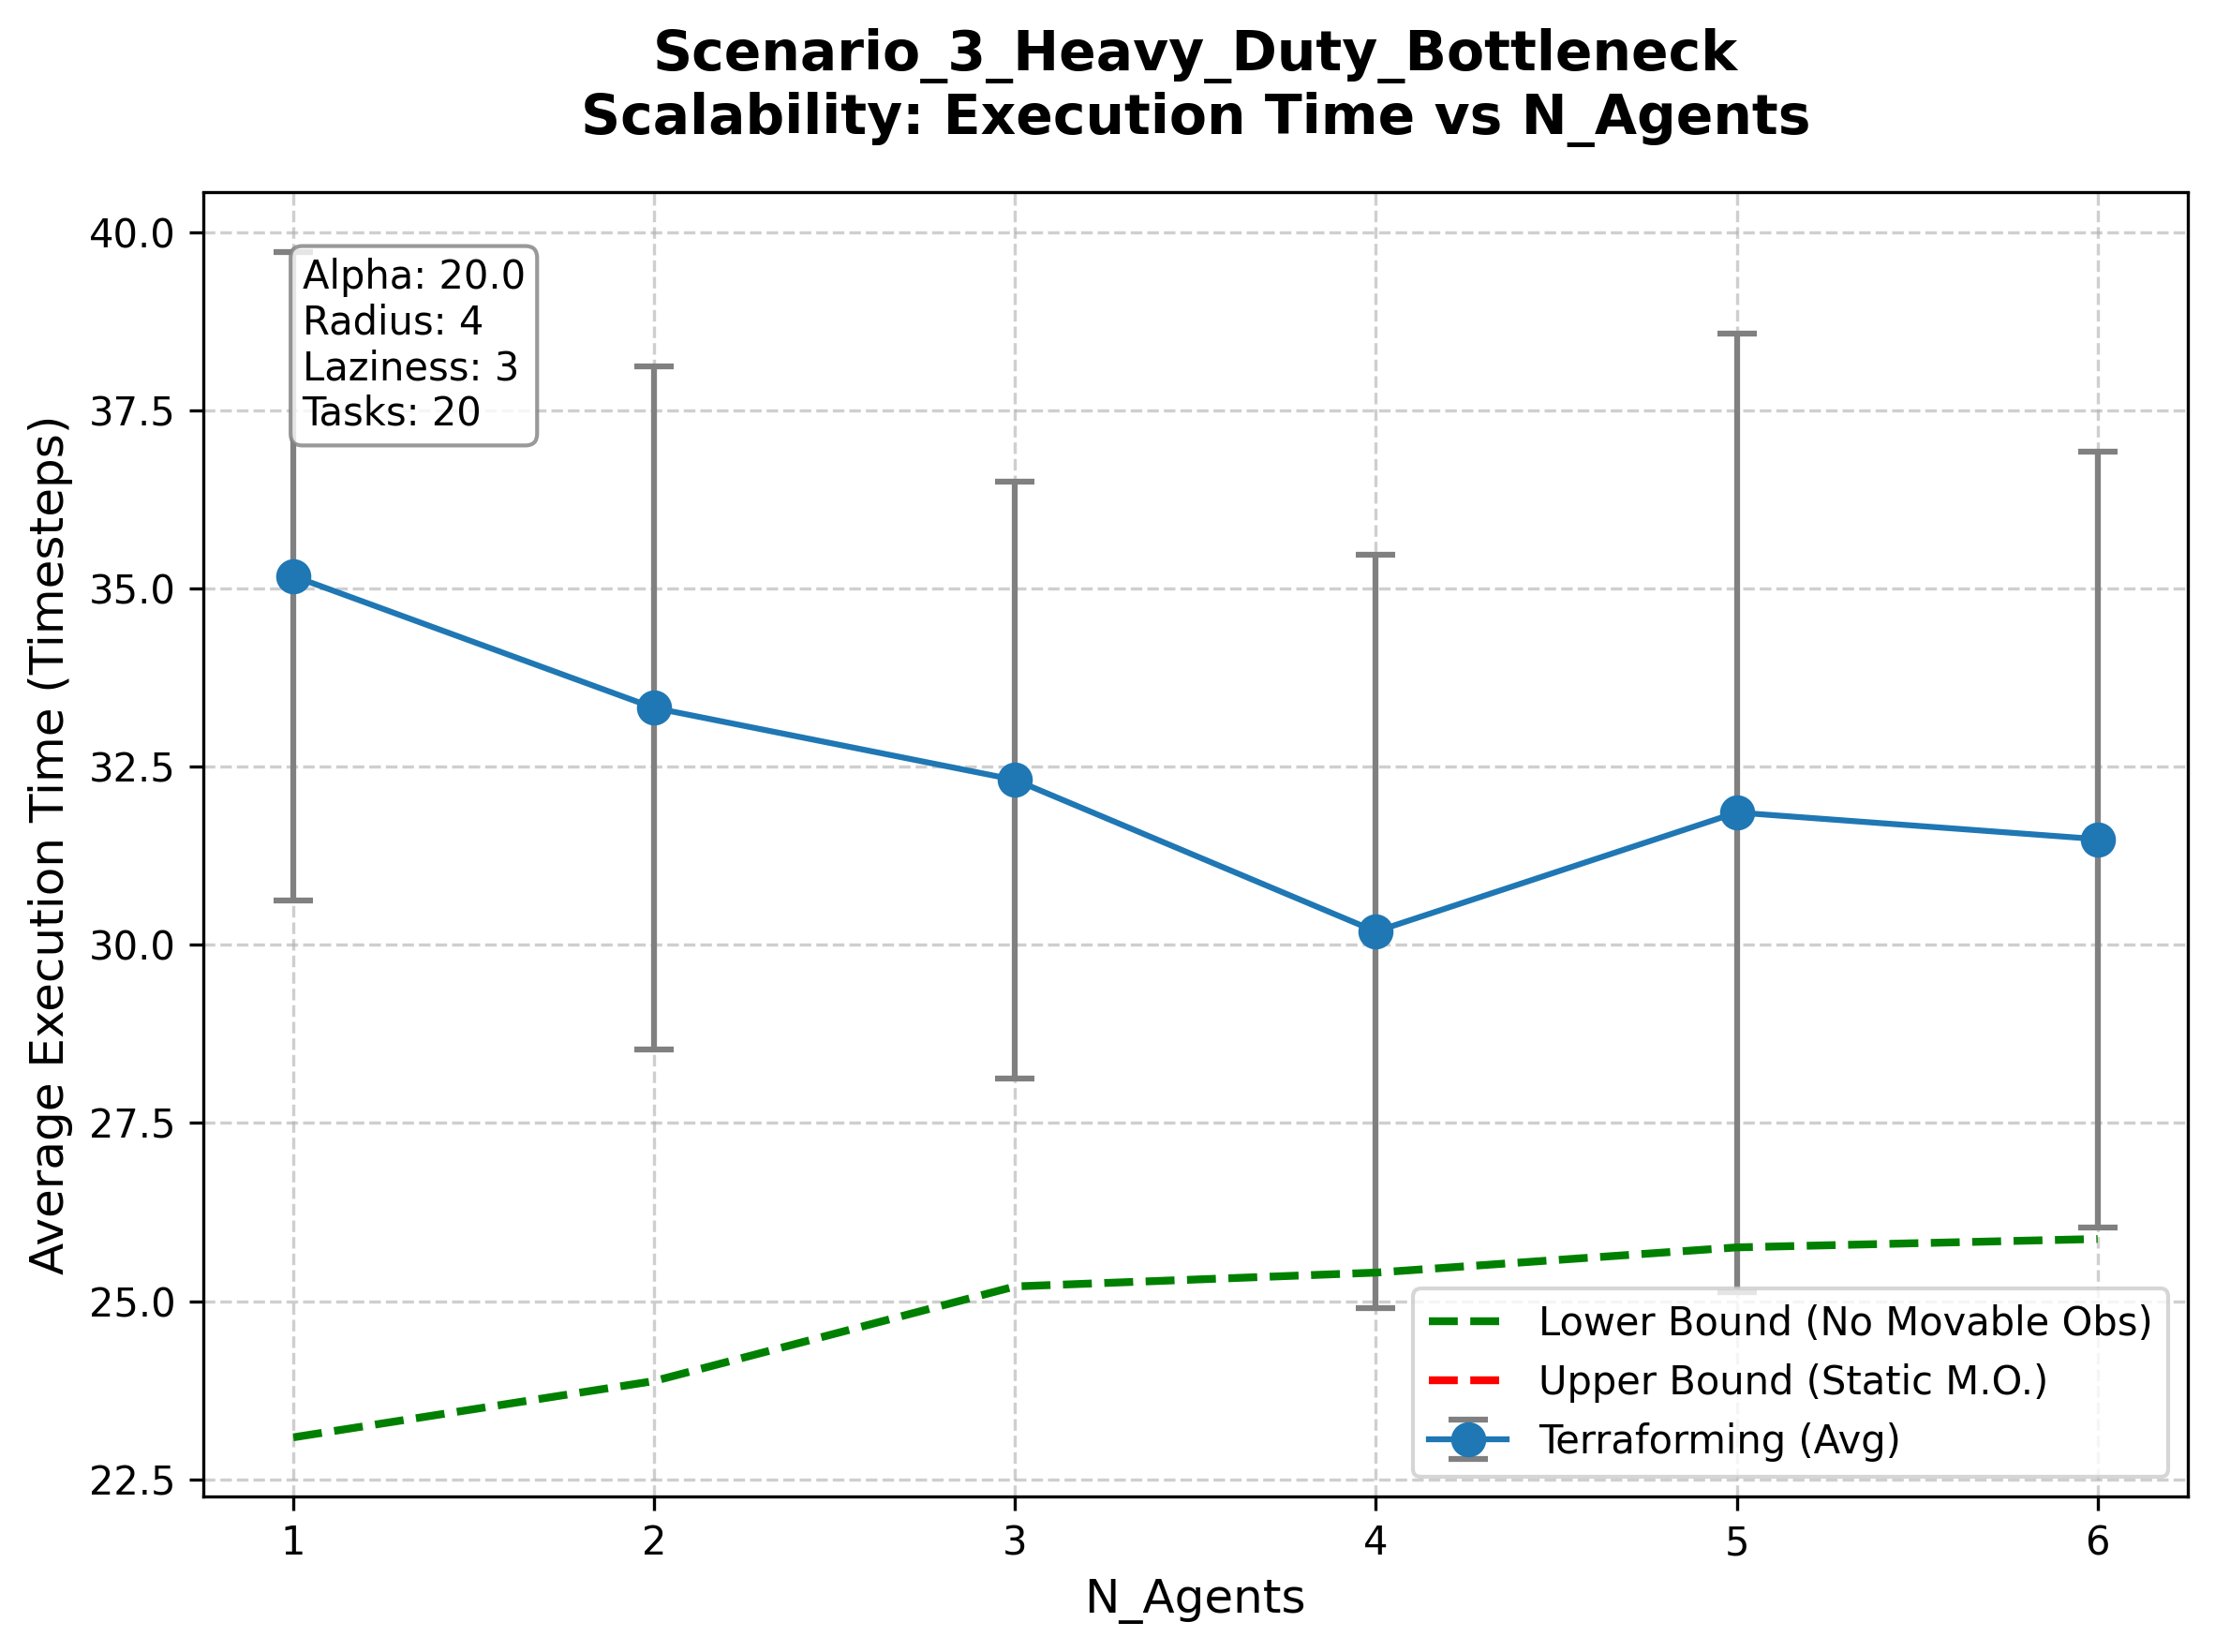 Scenario_3_Heavy_Duty_Bottleneck
Scalability: Execution Time vs N_Agents
Average Execution Time (Timesteps)
40.0
37.5
35.0
32.5
30.0
27.5
25.0
22.5
Alpha: 20.0
Radius: 4
Laziness: 3
Tasks: 20
Lower Bound (No Movable Obs)
Upper Bound (Static M.O.)
Terraforming (Avg)
1 2 3 4 5 6
N_Agents